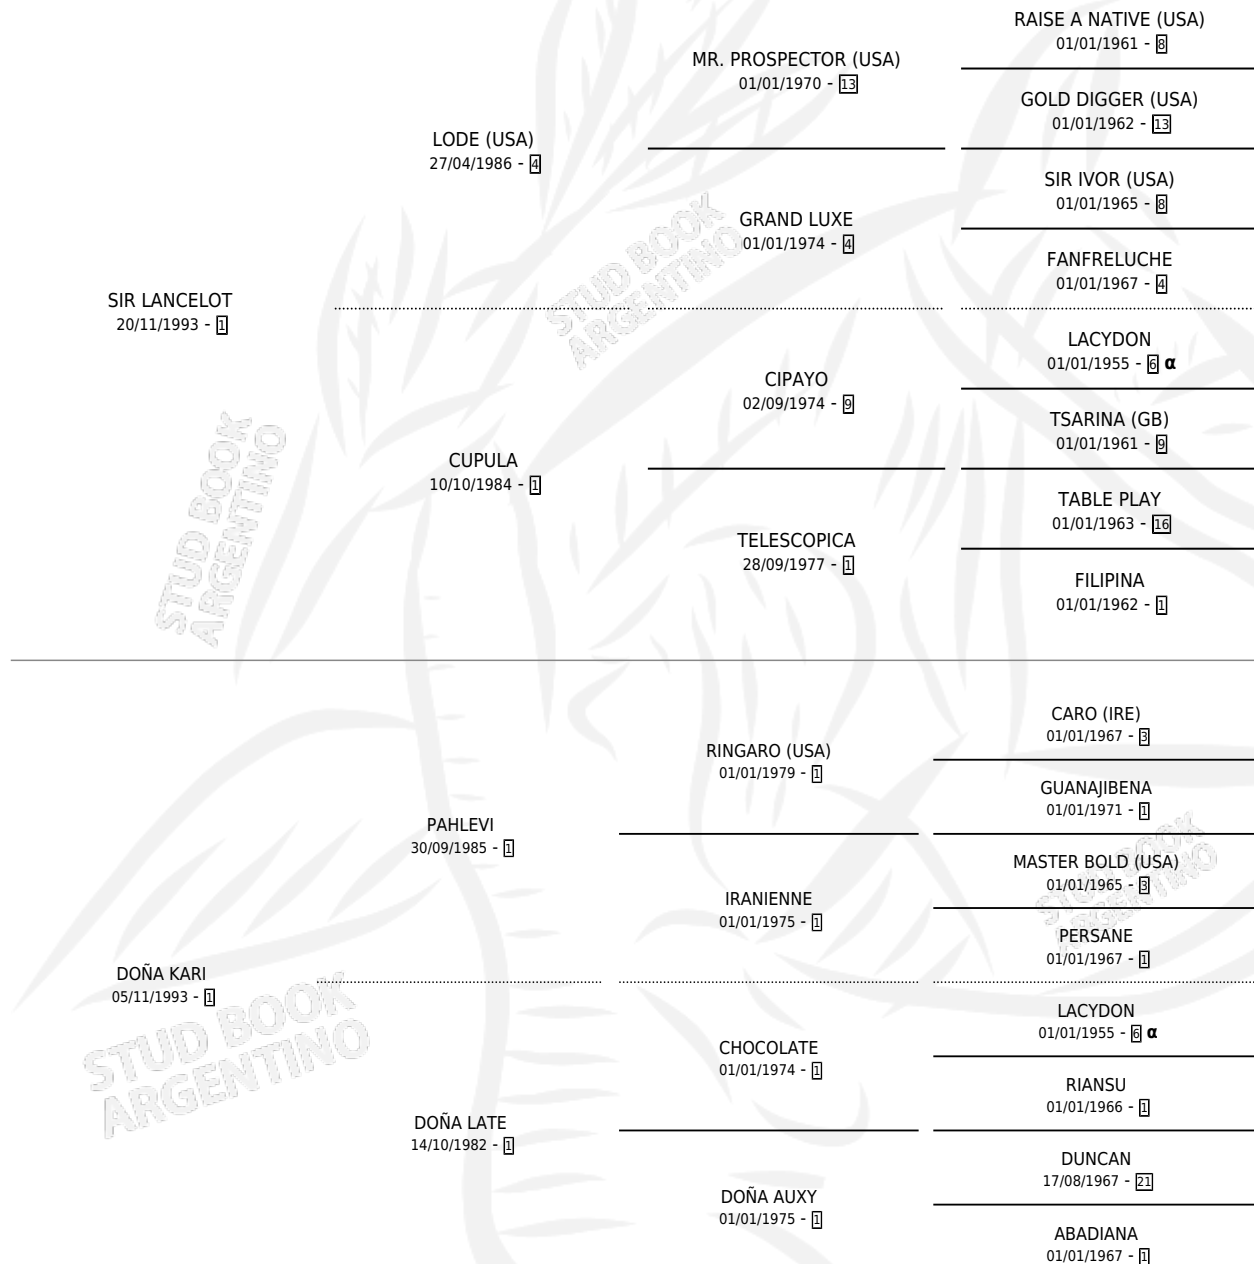 RAISE A NATIVE (USA)
01/01/1961 - 8
MR. PROSPECTOR (USA)
01/01/1970 - 13
GOLD DIGGER (USA)
01/01/1962 - 13
LODE (USA)
27/04/1986 - 4
SIR IVOR (USA)
01/01/1965 - 8
GRAND LUXE
01/01/1974 - 4
FANFRELUCHE
01/01/1967 - 4
SIR LANCELOT
20/11/1993 - 1
LACYDON
01/01/1955 - 6 α
CIPAYO
02/09/1974 - 9
TSARINA (GB)
01/01/1961 - 9
CUPULA
10/10/1984 - 1
TABLE PLAY
01/01/1963 - 16
TELESCOPICA
28/09/1977 - 1
FILIPINA
01/01/1962 - 1
CARO (IRE)
01/01/1967 - 3
RINGARO (USA)
01/01/1979 - 1
GUANAJIBENA
01/01/1971 - 1
PAHLEVI
30/09/1985 - 1
MASTER BOLD (USA)
01/01/1965 - 3
IRANIENNE
01/01/1975 - 1
PERSANE
01/01/1967 - 1
DOÑA KARI
05/11/1993 - 1
LACYDON
01/01/1955 - 6 α
CHOCOLATE
01/01/1974 - 1
RIANSU
01/01/1966 - 1
DOÑA LATE
14/10/1982 - 1
DUNCAN
17/08/1967 - 21
DOÑA AUXY
01/01/1975 - 1
ABADIANA
01/01/1967 - 1
STUD BOOK
ARGENTINO
STUD BOOK
ARGENTINO
STUD BOOK
ARGENTINO
STUD BOOK
ARGENTINO